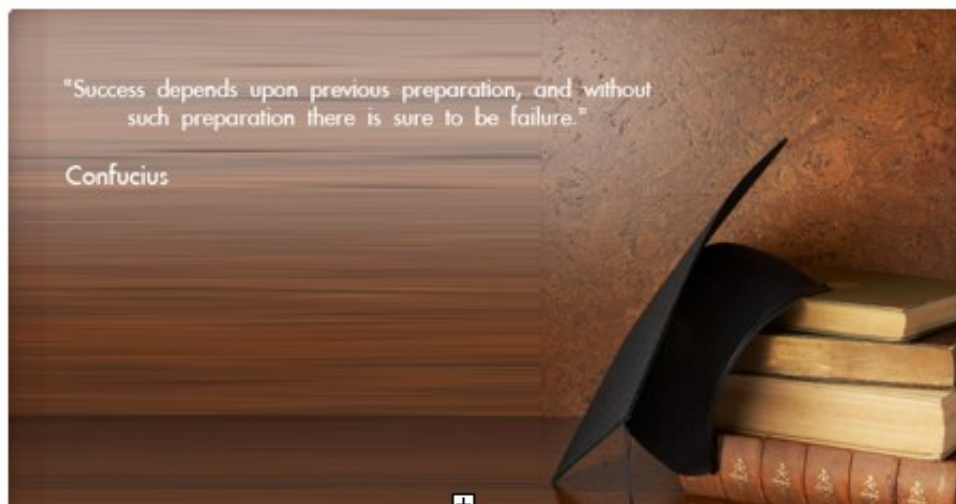 "Success depends upon previous preparation, and without
such preparation there is sure to be failure."
Confucius